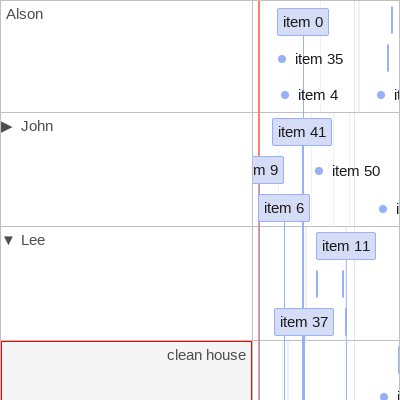 Alson
item 0
item 35
item 4
▶ John
item 41
m 9
item 50
item 6
▼ Lee
item 11
item 37
clean house